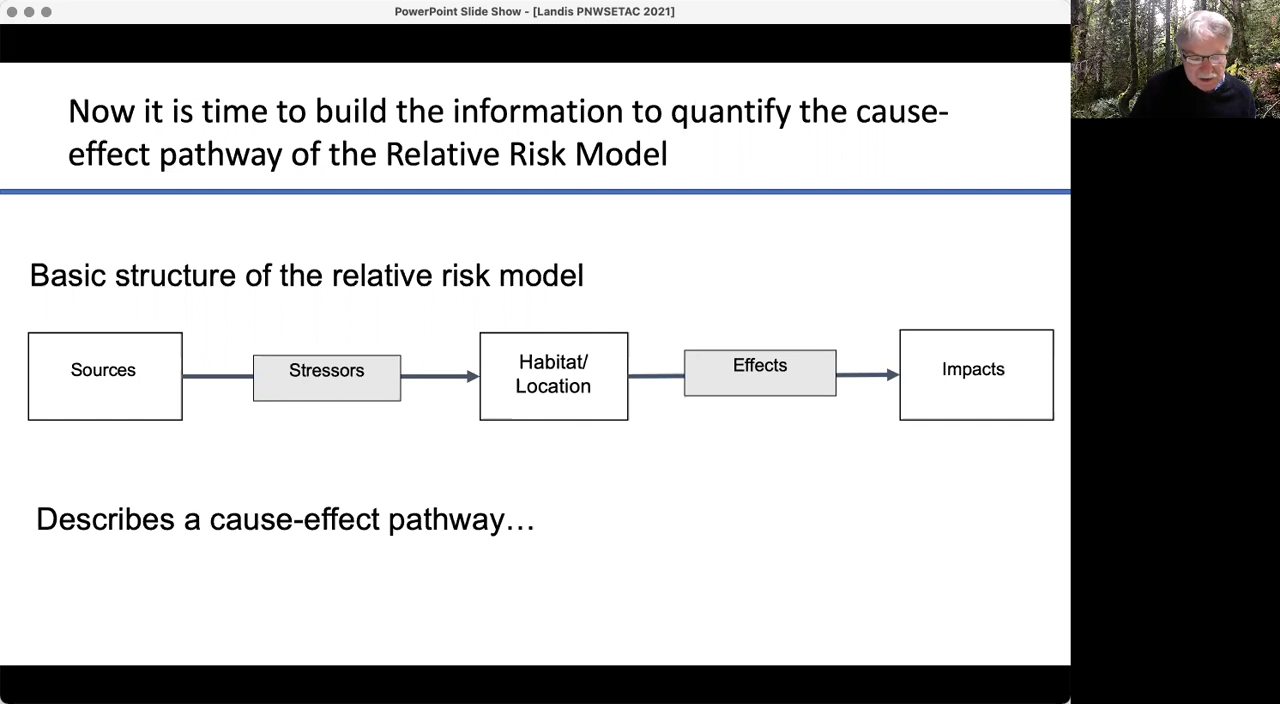 PowerPoint Slide Show - [Landis PNWSETAC 2021]
Now it is time to build the information to quantify the cause-
effect pathway of the Relative Risk Model
Basic structure of the relative risk model
Sources
Stressors
Habitat/
Location
Effects
Impacts
Describes a cause-effect pathway…